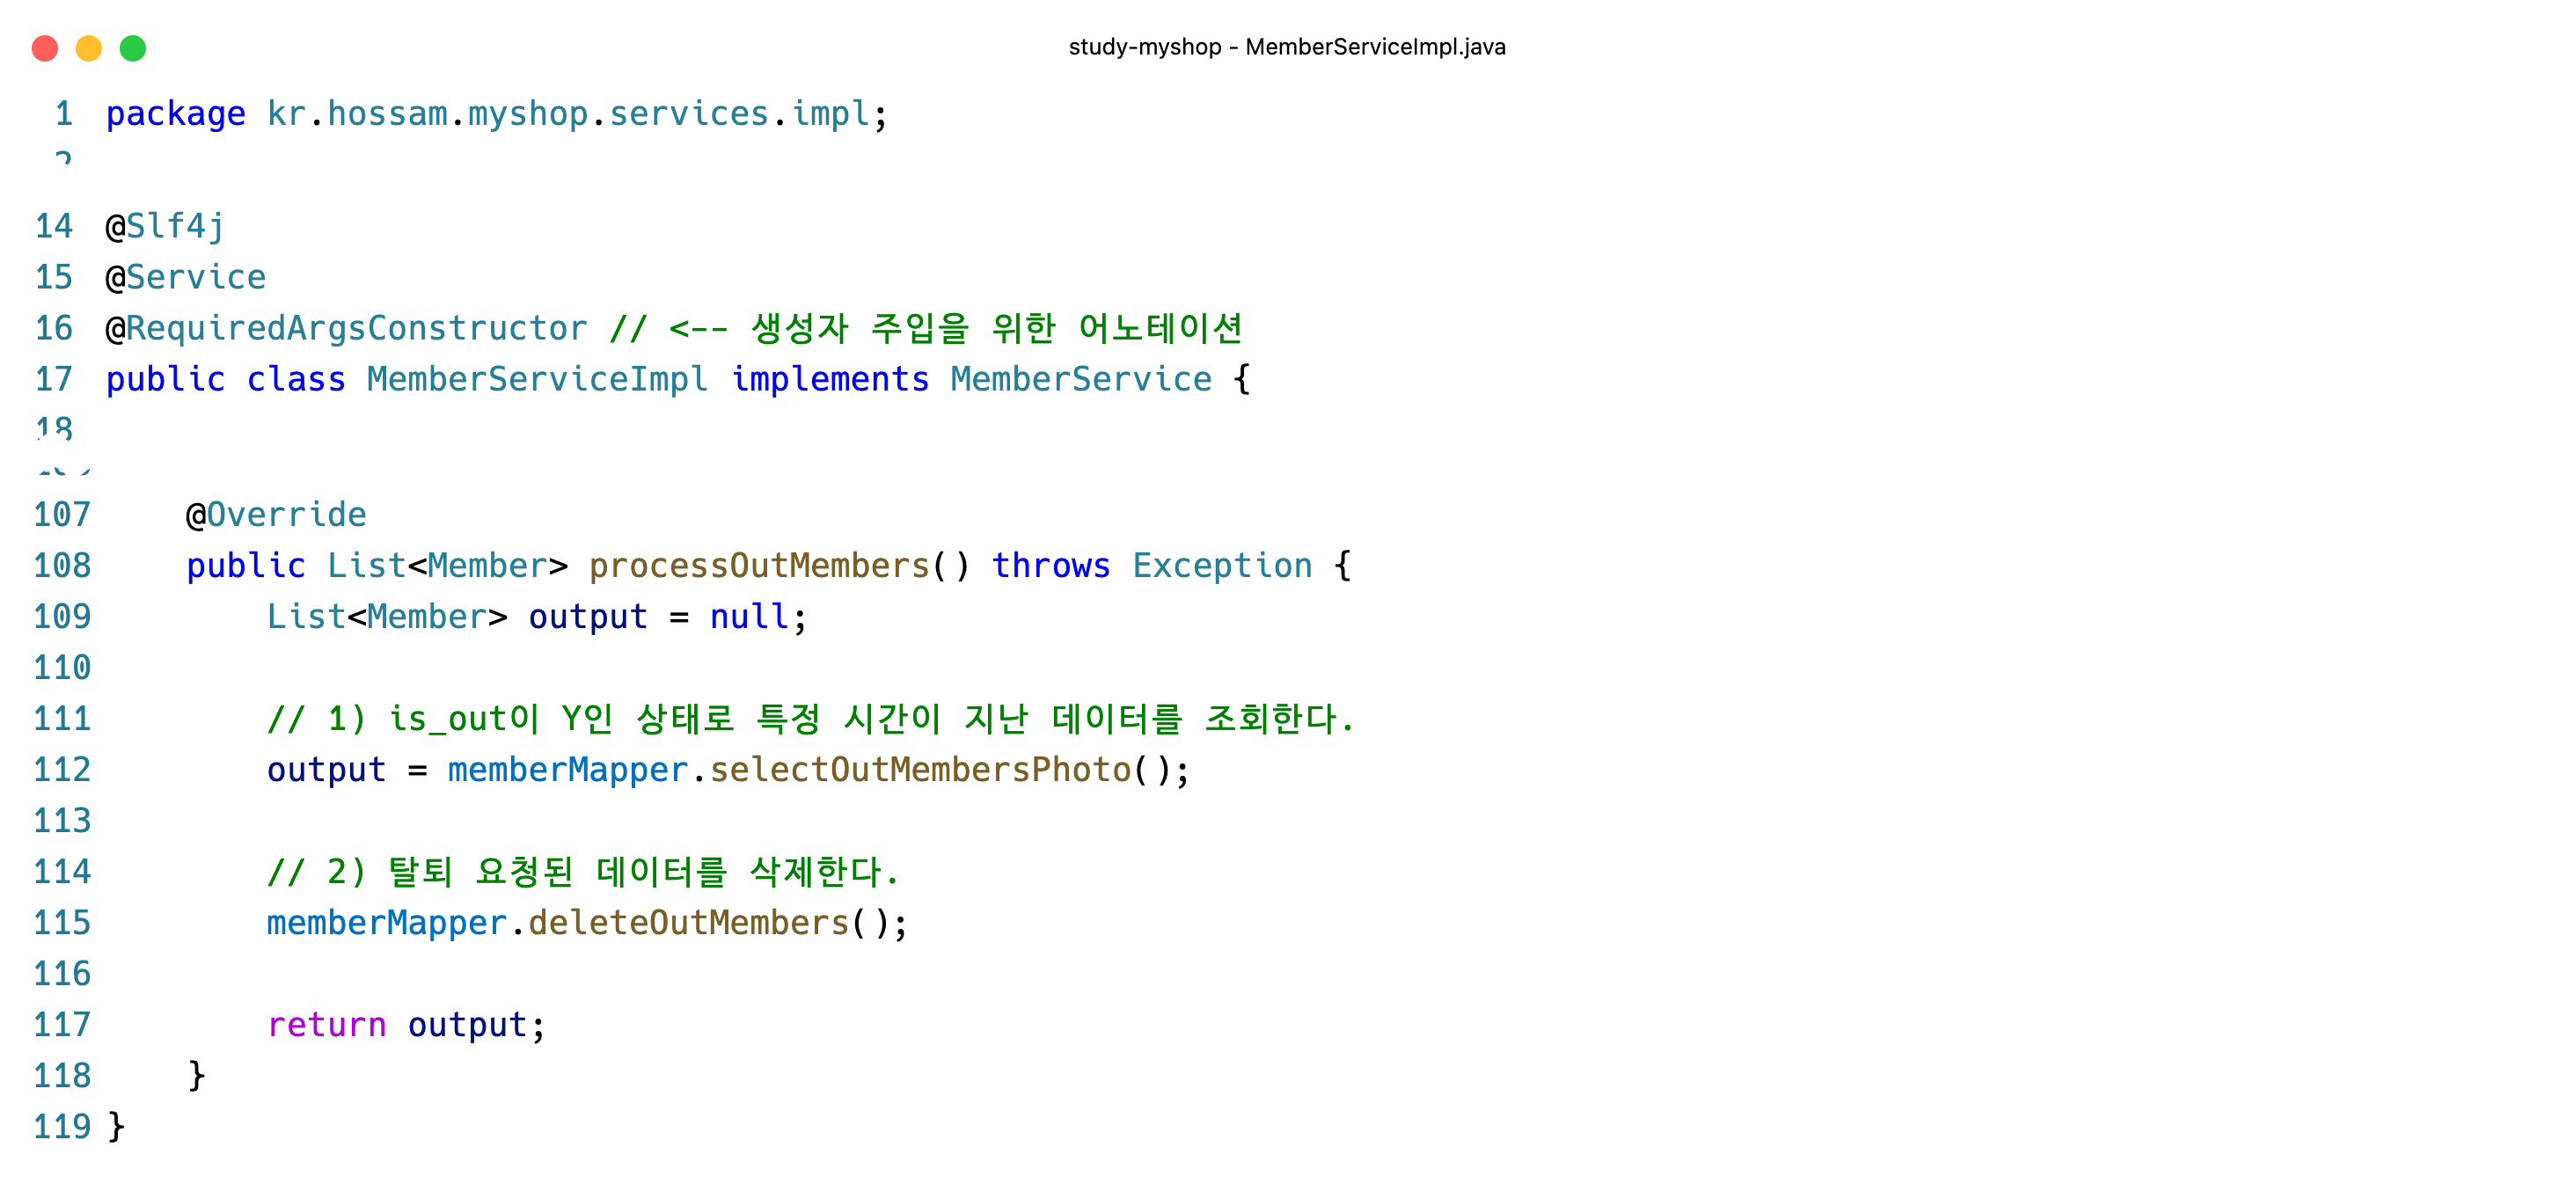 study-myshop - MemberServiceImpl.java
1 package kr.hossam.myshop.services.impl;
2
14 @Slf4j
15 @Service
16 @RequiredArgsConstructor // <-- 생성자 주입을 위한 어노테이션
17 public class MemberServiceImpl implements MemberService {
18
107     @Override
108     public List<Member> processOutMembers() throws Exception {
109         List<Member> output = null;
110
111         // 1) is_out이 Y인 상태로 특정 시간이 지난 데이터를 조회한다.
112         output = memberMapper.selectOutMembersPhoto();
113
114         // 2) 탈퇴 요청된 데이터를 삭제한다.
115         memberMapper.deleteOutMembers();
116
117         return output;
118     }
119 }